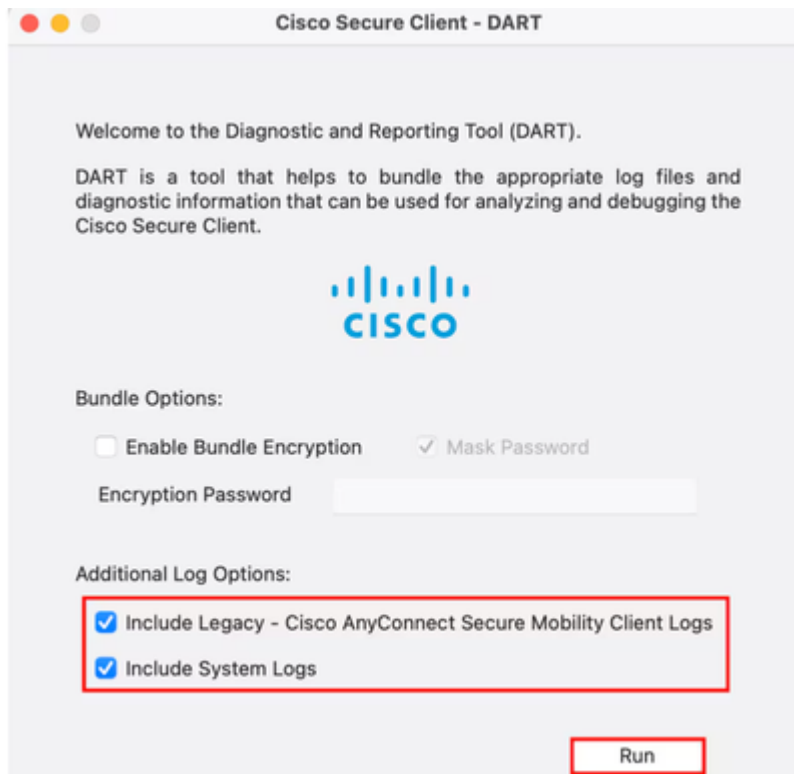 Cisco Secure Client - DART
Welcome to the Diagnostic and Reporting Tool (DART).
DART is a tool that helps to bundle the appropriate log files and
diagnostic information that can be used for analyzing and debugging the
Cisco Secure Client.
CISCO
Bundle Options:
Enable Bundle Encryption Mask Password
Encryption Password
Additional Log Options:
Include Legacy - Cisco AnyConnect Secure Mobility Client Logs
Include System Logs
Run